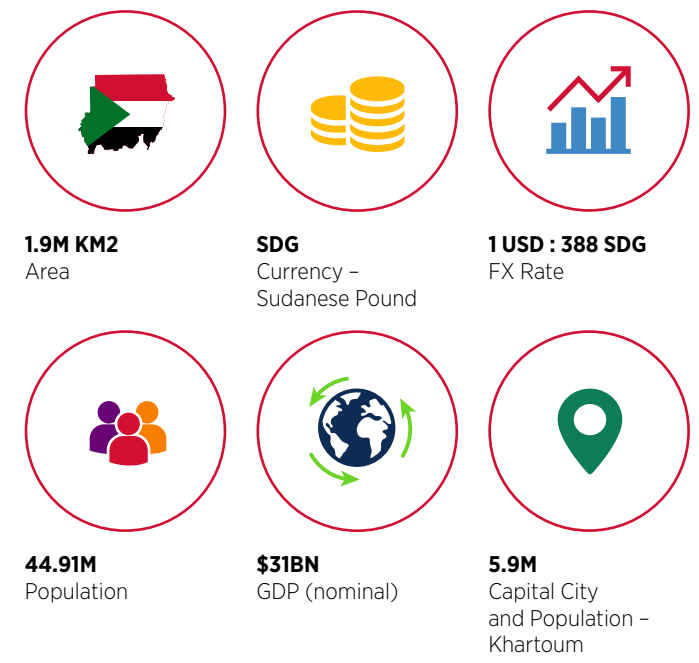 1.9M KM2
Area
SDG
Currency –
Sudanese Pound
1 USD : 388 SDG
FX Rate
44.91M
Population
$31BN
GDP (nominal)
5.9M
Capital City
and Population –
Khartoum